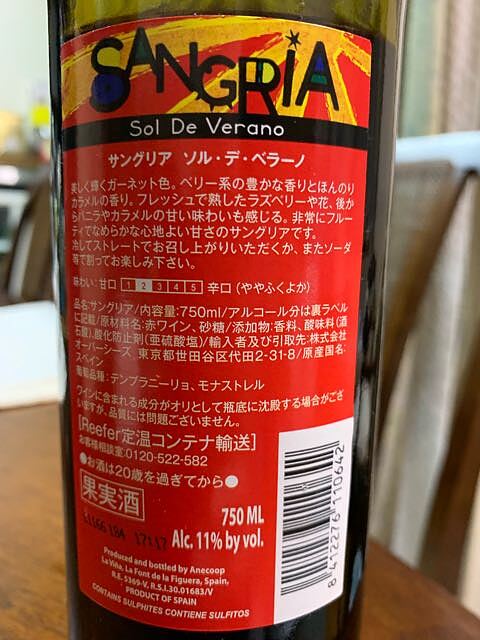 SANGRIA
Sol De Verano
サングリア ソル・デ・ベラーノ
美しく輝くガーネット色。ベリー系の豊かな香りとほんのり
カラメルの香り。フレッシュで熟したラズベリーや花、後か
らバニラやカラメルの甘い味わいも感じる。非常にフルー
ティでなめらかな心地よい甘さのサングリアです。
冷してストレートでお召し上がりいただくか、またソーダ
等で割ってお楽しみ下さい。
味わい: 甘口 1 2 3 4 5 辛口 (ややふくよか)
品名:サングリア/内容量:750ml/アルコール分は裏ラベル
に記載/原材料名:赤ワイン、砂糖/添加物:香料、酸味料(酒
石酸)、酸化防止剤(亜硫酸塩)/輸入者及び引取先:株式会社
オーバーシーズ 東京都世田谷区代田2-31-8/原産国名:
スペイン
葡萄品種:テンプラニーリョ、モナストレル
ワインに含まれる成分がオリとして瓶底に沈殿する場合がござ
いますが、品質には問題ございません。
[Reefer定温コンテナ輸送]
お客様相談室:0120-522-582
●お酒は20歳を過ぎてから●
果実酒
750 ML
Alc. 11% by vol.
Produced and bottled by Anecoop
La Viña, La Font de la Figuera, Spain,
R.E. 5369-V. R.S.I.30.01683/V
PRODUCT OF SPAIN
CONTAINS SULPHITES CONTIENE SULFITOS
8 412276 110642